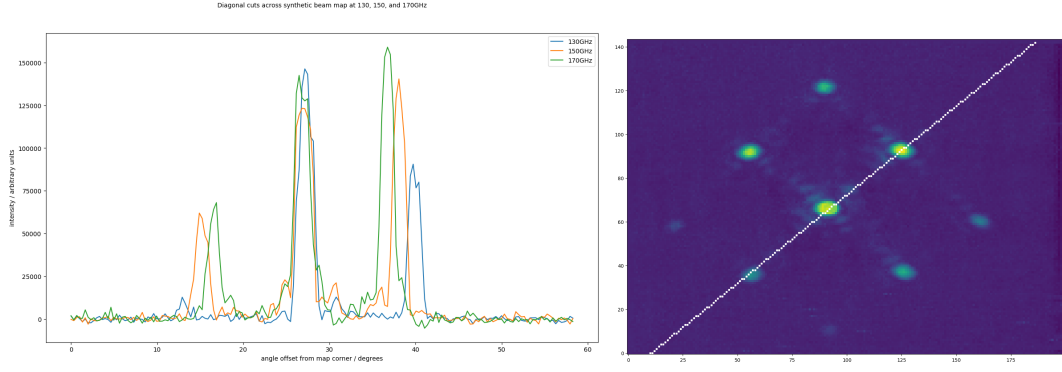 Diagonal cuts across synthetic beam map at 130, 150, and 170GHz
130GHz
150GHz
170GHz
150000
125000
100000
75000
50000
25000
0
intensity / arbitrary units
0 10 20 30 40 50 60
angle offset from map corner / degrees
140
120
100
80
60
40
20
0
0 25 50 75 100 125 150 175